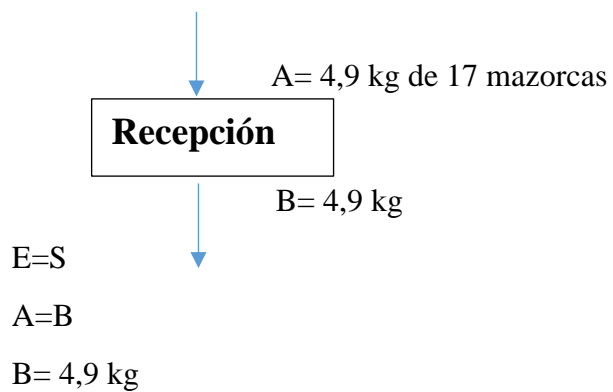 A= 4,9 kg de 17 mazorcas
Recepción
B= 4,9 kg
E=S
A=B
B= 4,9 kg